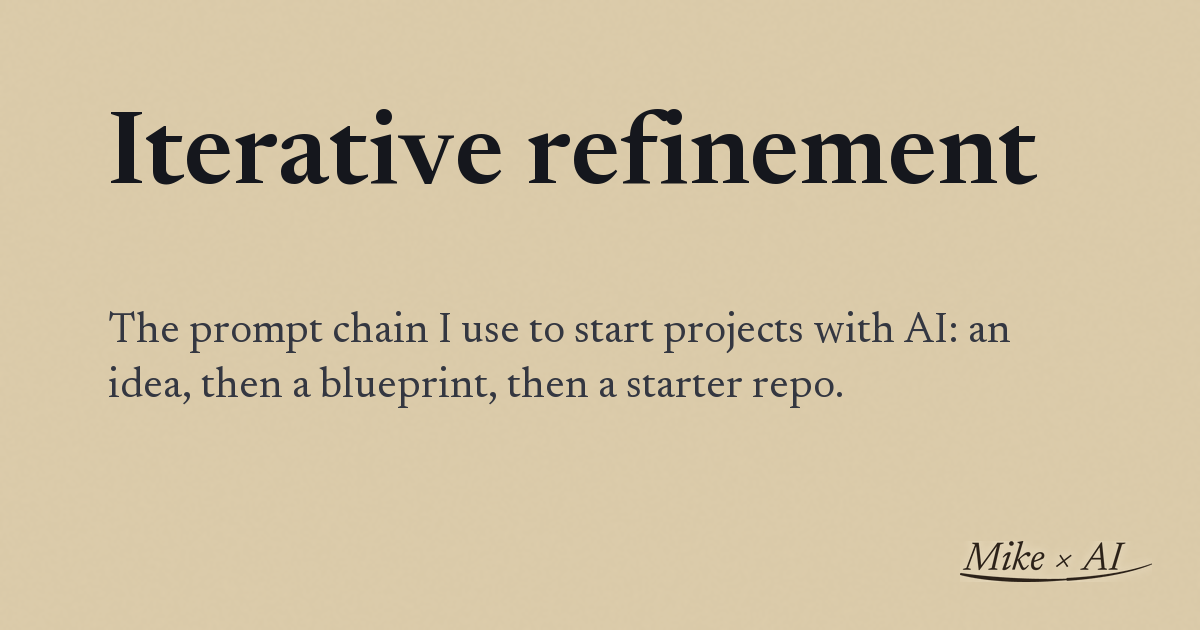 Iterative refinement
The prompt chain I use to start projects with AI: an
idea, then a blueprint, then a starter repo.
Mike × AI